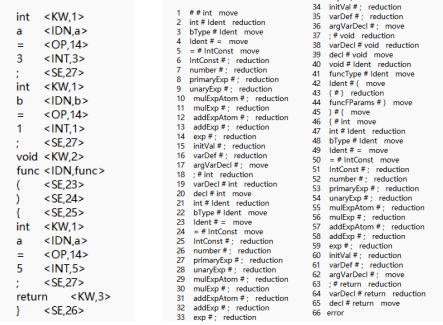 int <KW,1>
a <IDN,a>
= <OP,14>
3 <INT,3>
; <SE,27>
int <KW,1>
b <IDN,b>
= <OP,14>
1 <INT,1>
; <SE,27>
void <KW,2>
func <IDN,func>
( <SE,23>
) <SE,24>
{ <SE,25>
int <KW,1>
a <IDN,a>
= <OP,14>
5 <INT,5>
; <SE,27>
return <KW,3>
} <SE,26>
1 # # int move
2 int # Ident reduction
3 bType # Ident move
4 Ident # = move
5 = # IntConst move
6 IntConst # ; reduction
7 number # ; reduction
8 primaryExp # ; reduction
9 unaryExp # ; reduction
10 mulExpAtom # ; reduction
11 mulExp # ; reduction
12 addExpAtom # ; reduction
13 addExp # ; reduction
14 exp # ; reduction
15 initVal # ; reduction
16 varDef # ; reduction
17 argVarDecl # ; move
18 ; # int reduction
19 varDecl # int reduction
20 decl # int move
21 int # Ident reduction
22 bType # Ident move
23 Ident # = move
24 = # IntConst move
25 IntConst # ; reduction
26 number # ; reduction
27 primaryExp # ; reduction
28 unaryExp # ; reduction
29 mulExpAtom # ; reduction
30 mulExp # ; reduction
31 addExpAtom # ; reduction
32 addExp # ; reduction
33 exp # ; reduction
34 initVal # ; reduction
35 varDef # ; reduction
36 argVarDecl # ; move
37 ; # void reduction
38 varDecl # void reduction
39 decl # void move
40 void # Ident reduction
41 funcType # Ident move
42 Ident # ( move
43 ( # ) reduction
44 funcFParams # ) move
45 ) # { move
46 { # int move
47 int # Ident reduction
48 bType # Ident move
49 Ident # = move
50 = # IntConst move
51 IntConst # ; reduction
52 number # ; reduction
53 primaryExp # ; reduction
54 unaryExp # ; reduction
55 mulExpAtom # ; reduction
56 mulExp # ; reduction
57 addExpAtom # ; reduction
58 addExp # ; reduction
59 exp # ; reduction
60 initVal # ; reduction
61 varDef # ; reduction
62 argVarDecl # ; move
63 ; # return reduction
64 varDecl # return reduction
65 decl # return move
66 error